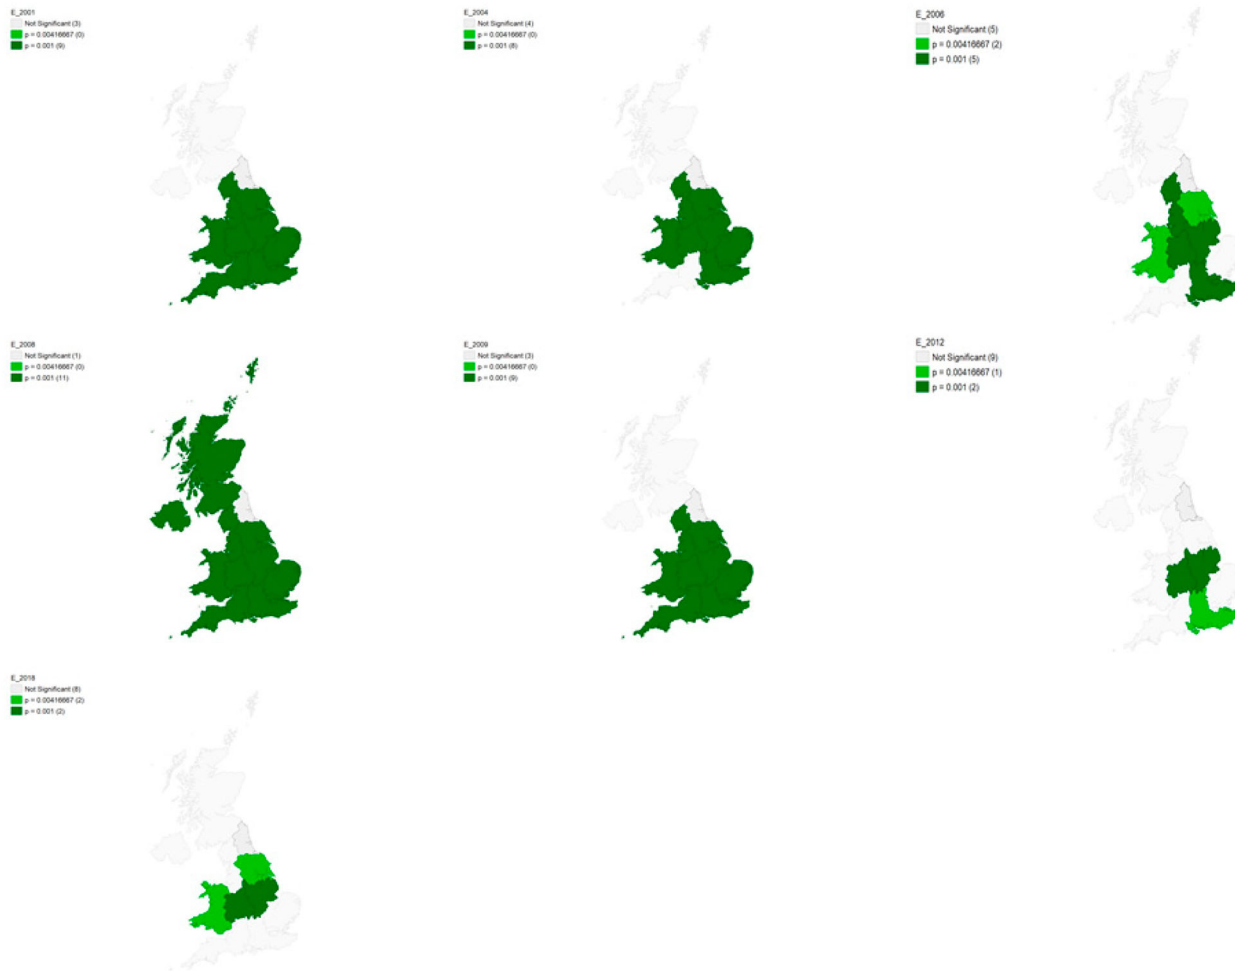 E_2001
Not Significant (3)
p = 0.00416667 (0)
p = 0.001 (9)
E_2004
Not Significant (4)
p = 0.00416667 (0)
p = 0.001 (8)
E_2006
Not Significant (5)
p = 0.00416667 (2)
p = 0.001 (5)
E_2008
Not Significant (1)
p = 0.00416667 (0)
p = 0.001 (11)
E_2009
Not Significant (3)
p = 0.00416667 (0)
p = 0.001 (9)
E_2012
Not Significant (9)
p = 0.00416667 (1)
p = 0.001 (2)
E_2018
Not Significant (8)
p = 0.00416667 (2)
p = 0.001 (2)